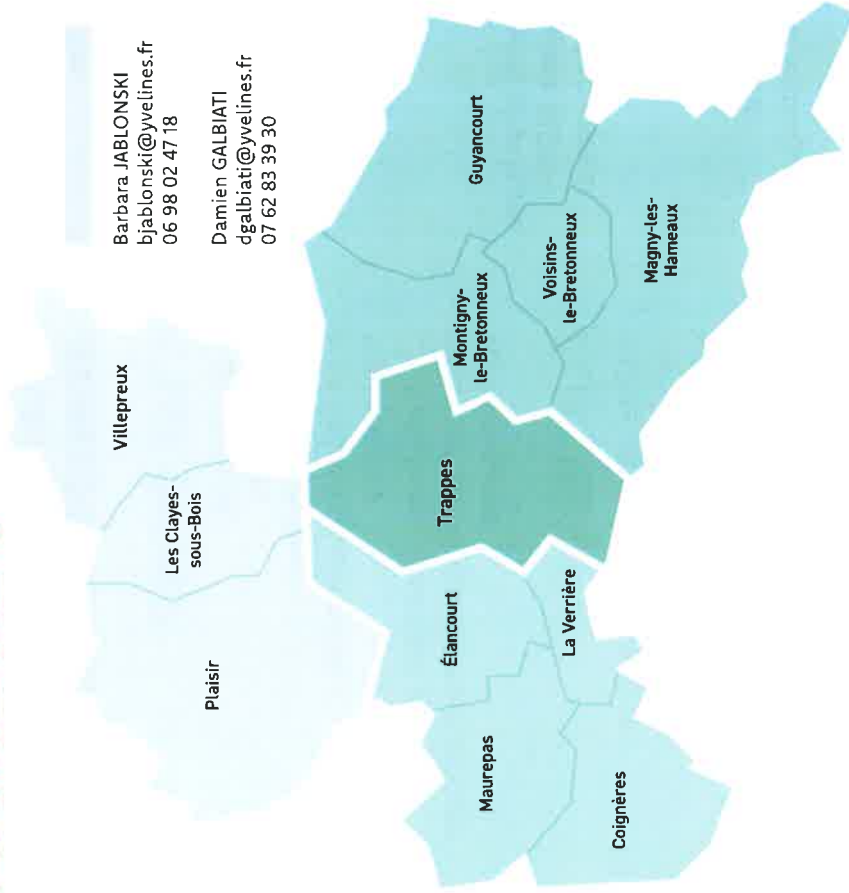 Barbara JABLONSKI
bjablonski@yvelines.fr
06 98 02 47 18
Damien GALBIATI
dgalbiati@yvelines.fr
07 62 83 39 30
Villepreux
Les Clayes-
sous-Bois
Plaisir
Guyancourt
Montigny-
le-Bretonneux
Trappes
Élancourt
Maurepas
Voisins-
le-Bretonneux
La Verrière
Magny-les-
Hameaux
Coignères